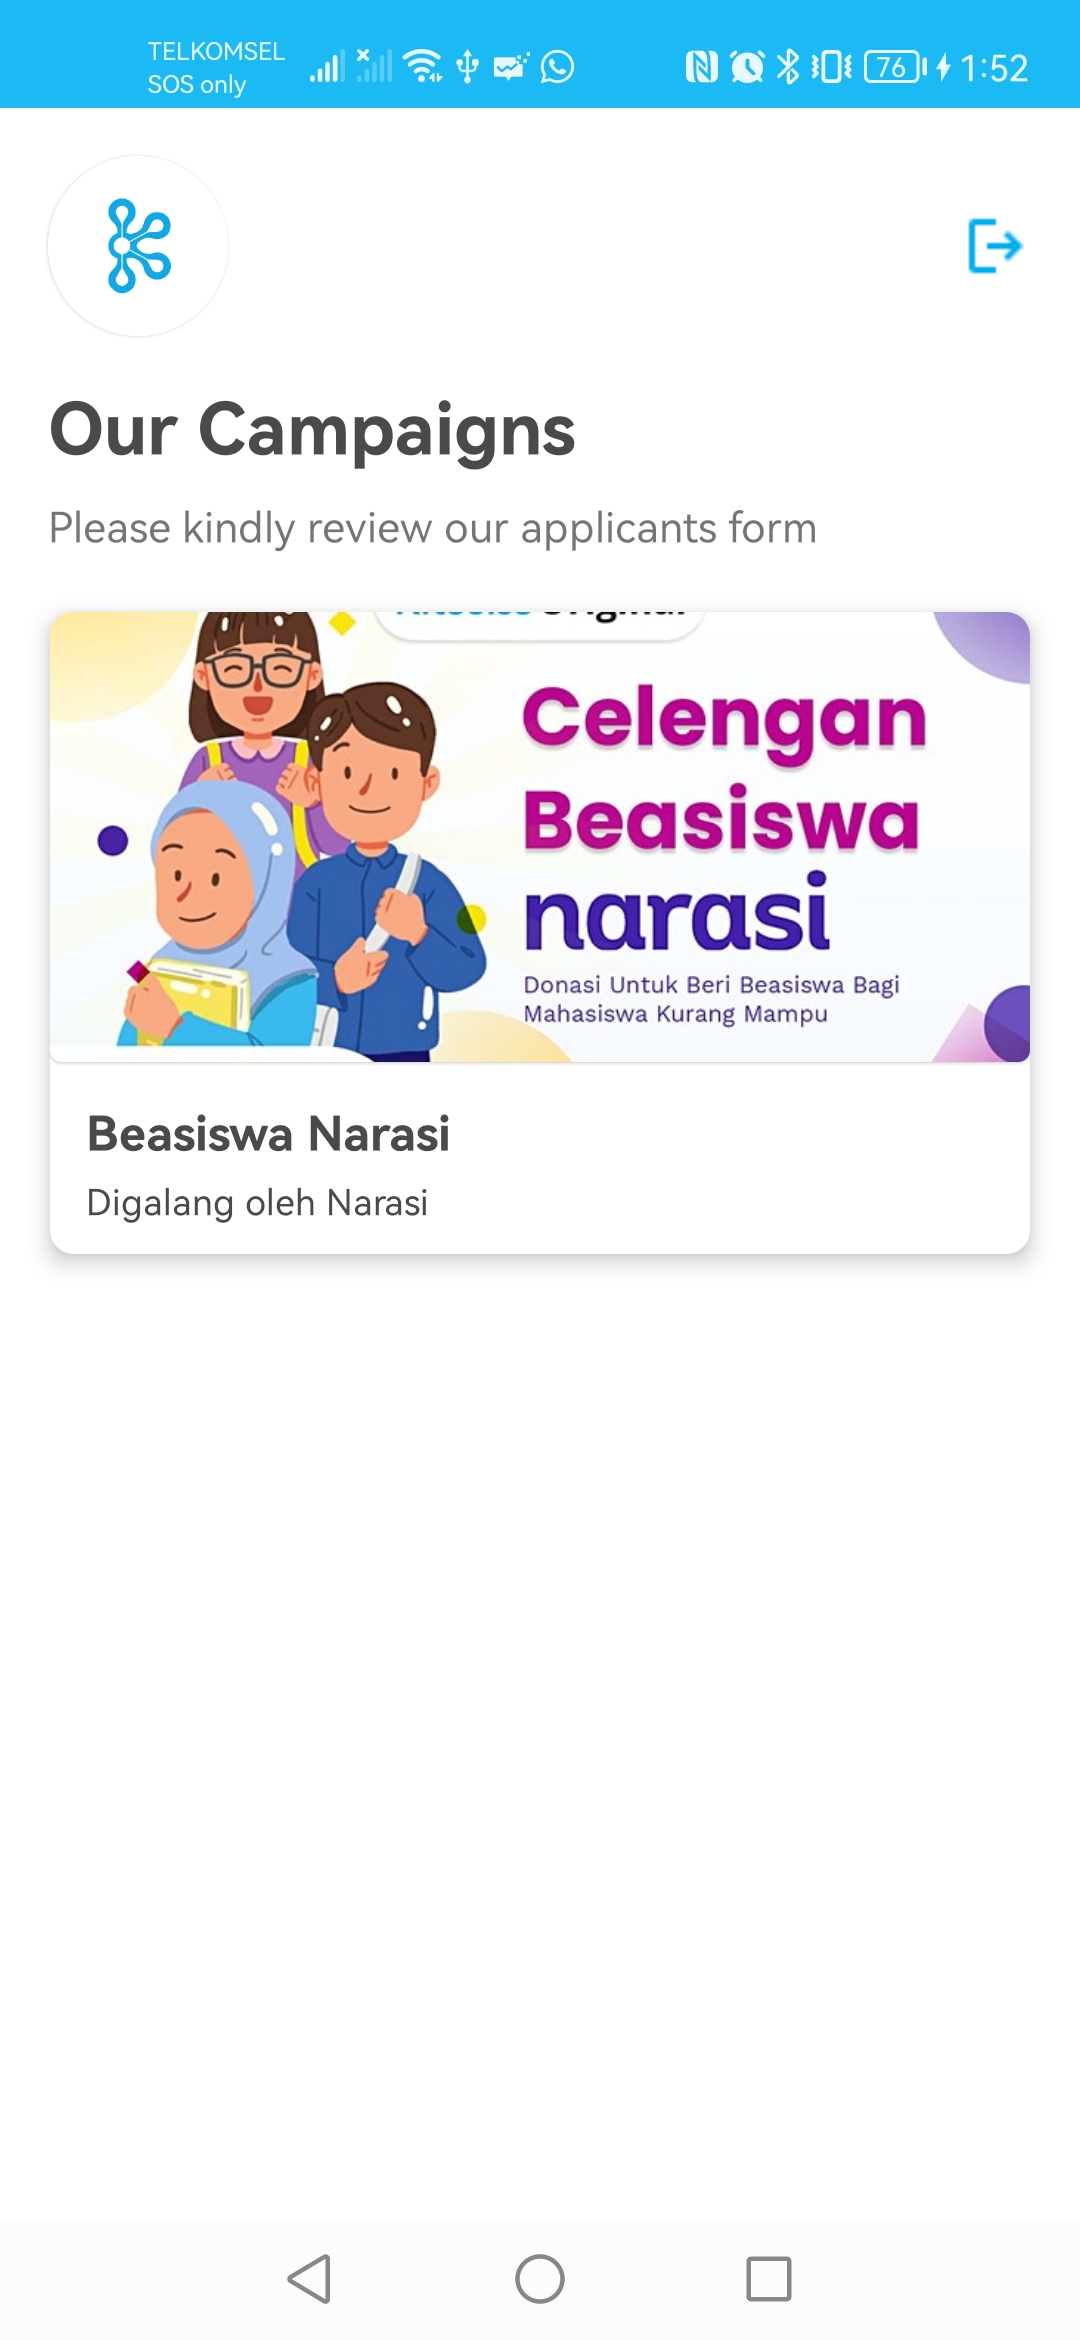 TELKOMSEL
SOS only
76
1:52
Our Campaigns
Please kindly review our applicants form
Celengan
Beasiswa
narasi
Donasi Untuk Beri Beasiswa Bagi
Mahasiswa Kurang Mampu
Beasiswa Narasi
Digalang oleh Narasi